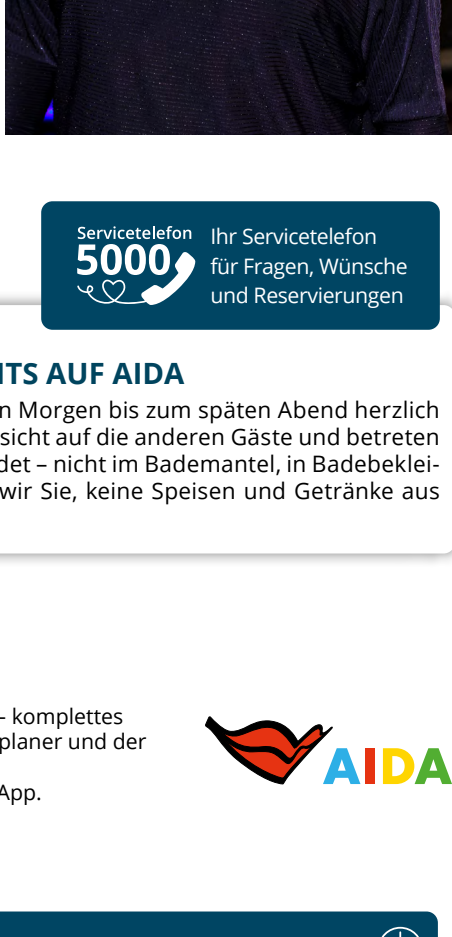 Servicetelefon
5000
Ihr Servicetelefon
für Fragen, Wünsche
und Reservierungen
ITS AUF AIDA
n Morgen bis zum späten Abend herzlich
sicht auf die anderen Gäste und betreten
det – nicht im Bademantel, in Badebeklei-
wir Sie, keine Speisen und Getränke aus
– komplettes
planer und der
App.
AIDA